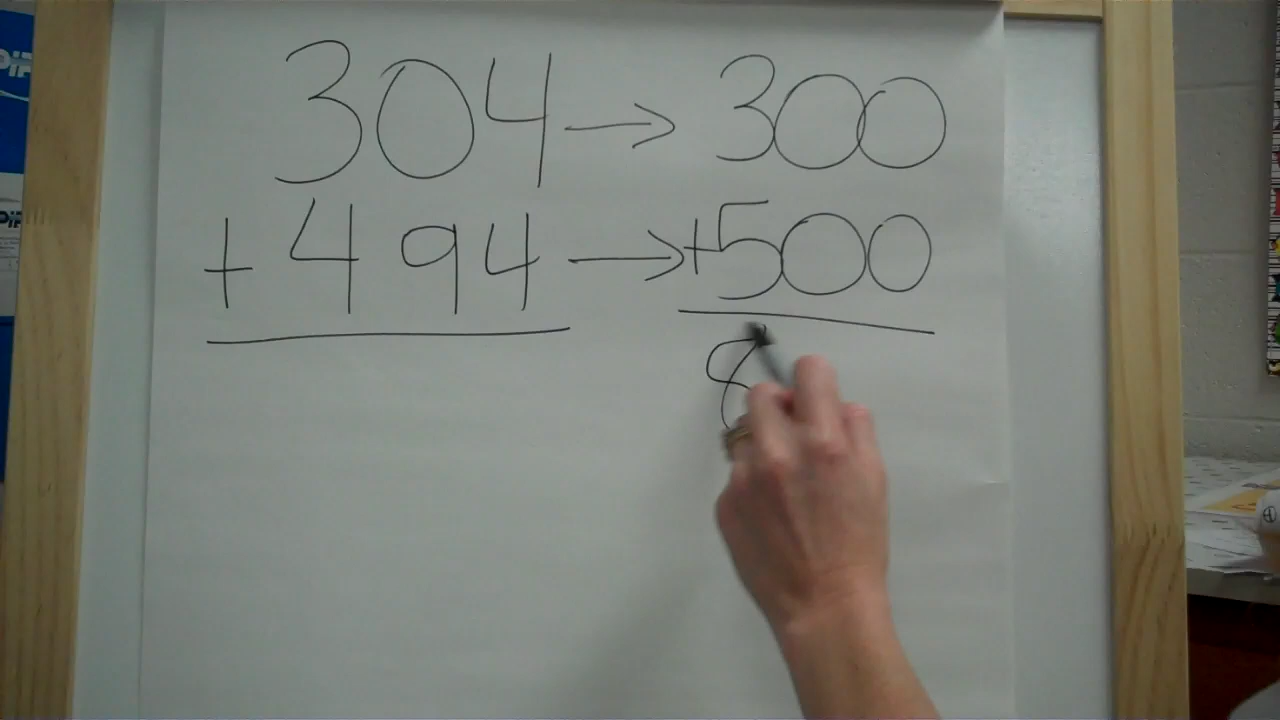 304 → 300
+ 494 → +500
8